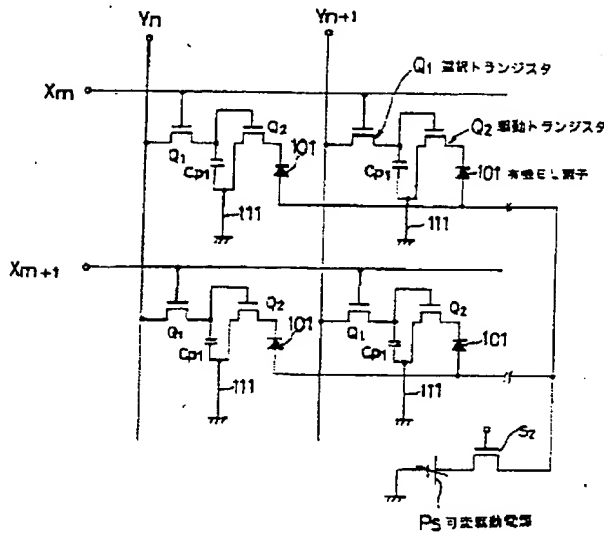 Yn
Yn+1
Xm
Q1 選択トランジスタ
Q1
Q2
Cp1
101
111
Cp1
Q2 駆動トランジスタ
101 有機EL素子
111
Xm+1
Q1
Q2
Cp1
101
111
Q1
Q2
Cp1
101
111
S2
Ps 可変駆動電源